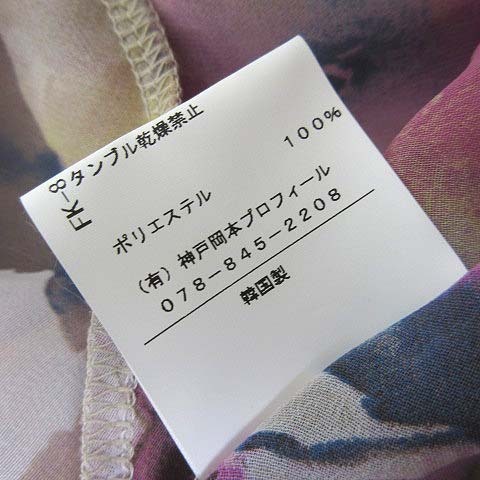 FK-8
タンブル乾燥禁止
ポリエステル 100%
(有) 神戸岡本プロフィール
078-845-2208
韓国製